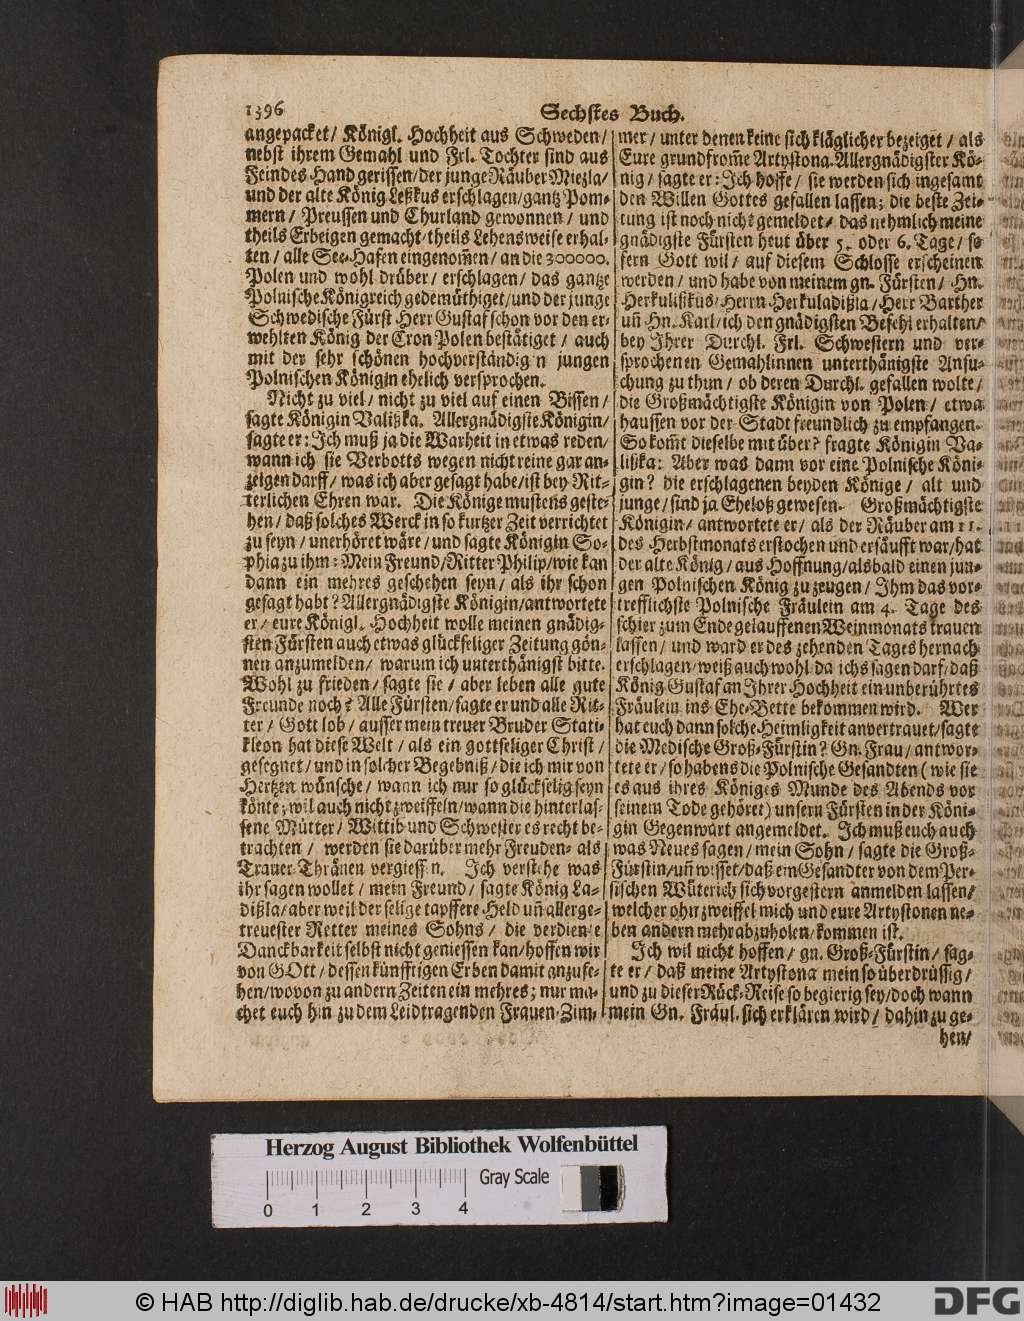 1396
Sechstes Buch.
angepacket/ Königl. Hochheit aus Schweden/
nebst ihrem Gemahl und Frl. Tochter sind aus
Feindes Hand gerissen/ der junge Räuber Miezla/
und der alte König Leßkus erschlagen/ gantz Pom-
mern/ Preussen und Churland gewonnen/ und
theils Erbeigen gemacht/ theils Lehensweise erhal-
ten/ alle See-Hafen eingenom̃en/ an die 300000.
Polen und wohl drüber/ erschlagen/ das gantze
Polnische Königreich gedemüthiget/ und der junge
Schwedische Fürst Herr Gustaf schon vor den er-
wehlten König der Cron Polen bestätiget/ auch
mit der sehr schönen hochverständig n jungen
Polnischen Königin ehelich versprochen.
Nicht zu viel/ nicht zu viel auf einen Bissen/
sagte Königin Valißka. Allergnädigste Königin/
sagte er: Ich muß ja die Warheit in etwas reden/
wann ich sie Verbotts wegen nicht reine gar an-
zeigen darff/ was ich aber gesagt habe/ ist bey Rit-
terlichen Ehren war. Die Könige mustens geste-
hen/ daß solches Werck in so kurtzer Zeit verrichtet
zu seyn/ unerhöret wäre/ und sagte Königin So-
phia zu ihm: Mein Freund/ Ritter Philip/ wie kan
dann ein mehres geschehen seyn/ als ihr schon
gesagt habt? Allergnädigste Königin/ antwortete
er/ eure Königl. Hochheit wolle meinen gnädig-
sten Fürsten auch etwas glückseliger Zeitung gön-
nen anzumelden/ warum ich unterthänigst bitte.
Wohl zu frieden/ sagte sie/ aber leben alle gute
Freunde noch? Alle Fürsten/ sagte er und alle Rit-
ter/ Gott lob/ ausser mein treuer Bruder Stati-
kleon hat diese Welt/ als ein gottseliger Christ/
gesegnet/ und in solcher Begebniß/ die ich mir von
Hertzen wünsche/ wann ich nur so glückselig seyn
könte; wil auch nicht zweiffeln/ wann die hinterlas-
sene Mütter/ Wittib und Schwester es recht be-
trachten/ werden sie darüber mehr Freuden- als
Trauer-Thränen vergiessen. Ich verstehe was
ihr sagen wollet/ mein Freund/ sagte König La-
dißla/ aber weil der selige tapffere Held uñ allerge-
treuester Retter meines Sohns/ die verdiente
Danckbarkeit selbst nicht geniessen kan/ hoffen wir
von GOtt/ dessen künfftigen Erben damit anzuse-
hen/ wovon zu andern Zeiten ein mehres; nur ma-
chet euch hin zu dem Leidtragenden Frauen-Zim-
mer/ unter denen keine sich kläglicher bezeiget/ als
Eure grundfrom̃e Artystona. Allergnädigster Kö-
nig/ sagte er: Ich hoffe/ sie werden sich ingesamt
den Willen Gottes gefallen lassen; die beste Zei-
tung ist noch nicht gemeldet/ das nehmlich meine
gnädigste Fürsten heut über 5. oder 6. Tage/ so
fern Gott wil/ auf diesem Schlosse erscheinen
werden/ und habe von meinem gn. Fürsten/ Hn.
Herkulißkus/ Herrn Herkuladißla/ Herr Barther
uñ Hn. Karl/ ich den gnädigsten Befehl erhalten/
bey Ihrer Durchl. Frl. Schwestern und ver-
sprochenen Gemahlinnen unterthänigste Ansu-
chung zu thun/ ob deren Durchl. gefallen wolte/
die Großmächtigste Königin von Polen/ etwa
haussen vor der Stadt freundlich zu empfangen.
So kom̃t dieselbe mit über? fragte Königin Va-
lißka: Aber was dann vor eine Polnische Köni-
gin? die erschlagenen beyden Könige/ alt und
junge/ sind ja Eheloß gewesen. Großmächtigste
Königin/ antwortete er/ als der Räuber am 11.
des Herbstmonats erstochen und ersäufft war/ hat
der alte König/ aus Hoffnung/ alsbald einen jun-
gen Polnischen König zu zeugen/ Ihm das vor-
trefflichste Polnische Fräulein am 4. Tage des
schier zum Ende gelauffenen Weinmonats trauen
lassen/ und ward er des zehenden Tages hernach
erschlagen/ weiß auch wohl da ichs sagen darf/ daß
König Gustaf an Ihrer Hochheit ein unberührtes
Fräulein ins Ehe-Bette bekommen wird. Wer
hat euch dann solche Heimligkeit anvertrauet/ sagte
die Medische Groß-Fürstin? Gn. Frau/ antwor-
tete er/ so habens die Polnische Gesandten (wie sie
es aus ihres Königes Munde des Abends vor
seinem Tode gehöret) unsern Fürsten in der Köni-
gin Gegenwart angemeldet. Ich muß euch auch
was Neues sagen/ mein Sohn/ sagte die Groß-
Fürstin/ uñ wisset/ daß ein Gesandter von dem Per-
sischen Wüterich sich vorgestern anmelden lassen/
welcher ohn zweiffel mich und eure Artystonen ne-
ben andern mehr abzuholen/ kommen ist.
Ich wil nicht hoffen/ gn. Groß-Fürstin/ sag-
te er/ daß meine Artystona mein so überdrüssig/
und zu dieser Rück-Reise so begierig sey/ doch wann
mein Gn. Fräul. sich erklären wird/ dahin zu ge-
hen/
Herzog August Bibliothek Wolfenbüttel
Gray Scale
0 1 2 3 4
© HAB http://diglib.hab.de/drucke/xb-4814/start.htm?image=01432
DFG